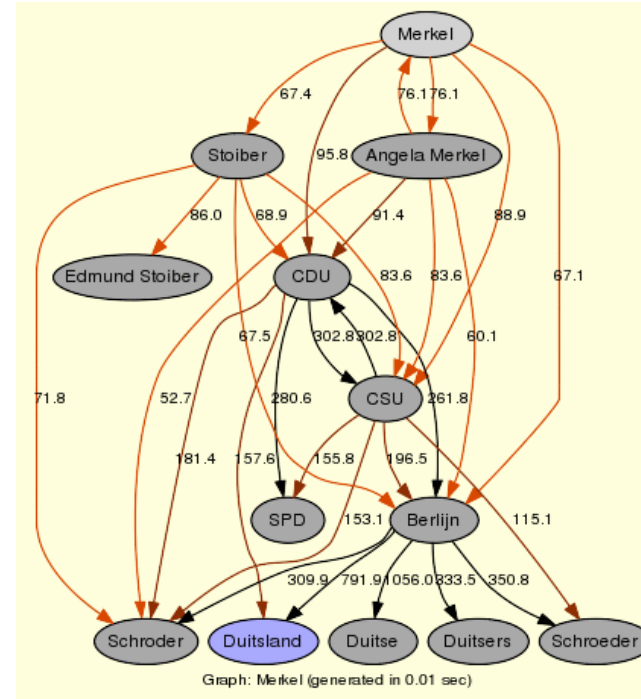 Merkel
67.4
76.1
76.1
Stoiber
95.8
Angela Merkel
86.0
68.9
91.4
88.9
Edmund Stoiber
CDU
83.6
83.6
67.1
67.5
302.8
302.8
60.1
71.8
52.7
280.6
CSU
261.8
181.4
157.6
155.8
196.5
SPD
153.1
Berlijn
115.1
309.9
791.9
1056.0
333.5
350.8
Schroder
Duitsland
Duitse
Duitsers
Schroeder
Graph: Merkel (generated in 0.01 sec)